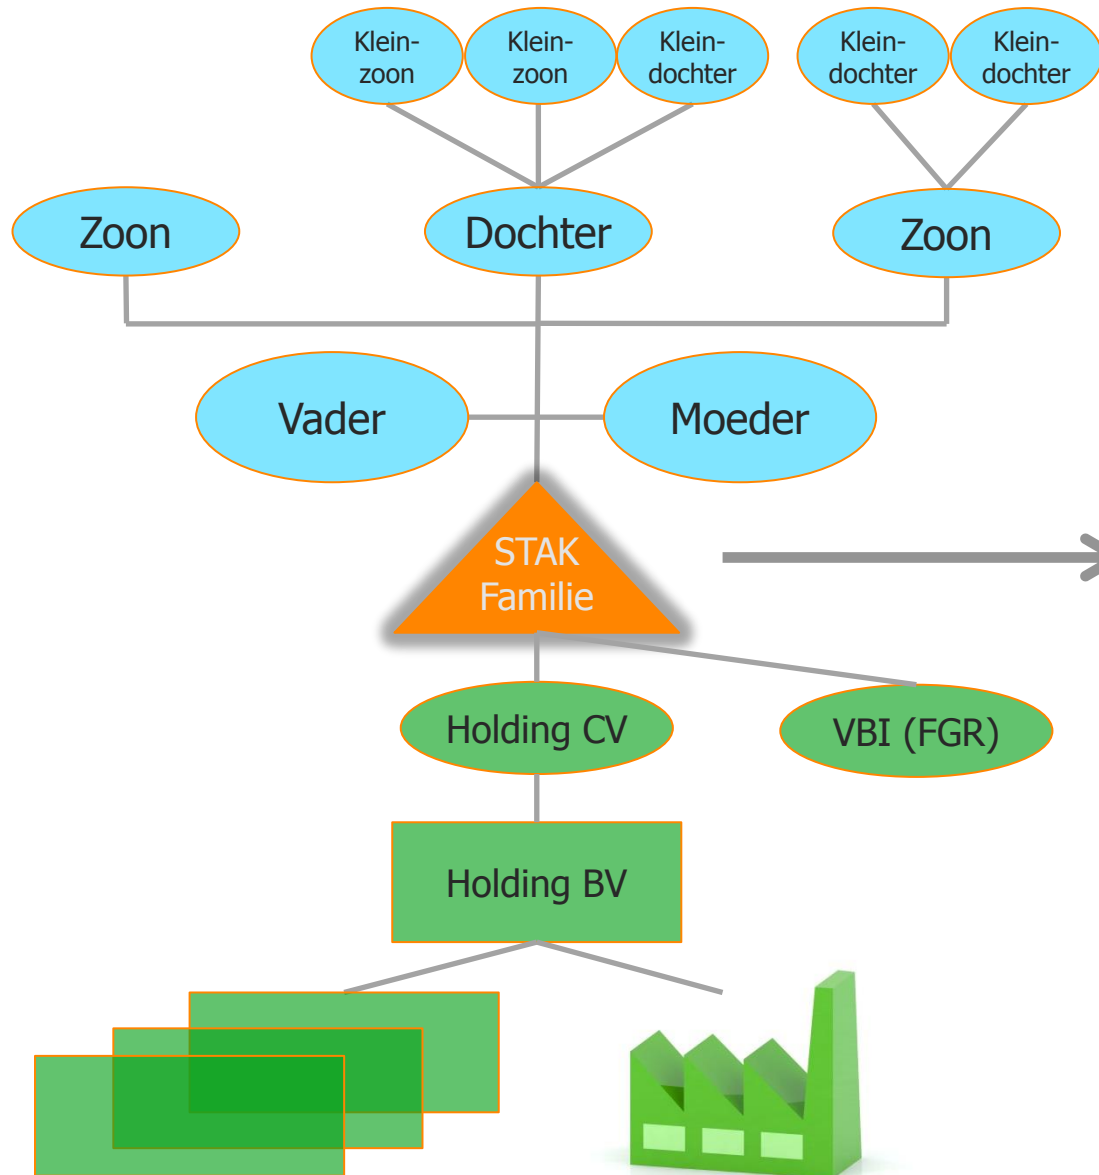 Klein-
zoon
Klein-
zoon
Klein-
dochter
Klein-
dochter
Klein-
dochter
Zoon
Dochter
Zoon
Vader
Moeder
STAK
Familie
Holding CV
VBI (FGR)
Holding BV